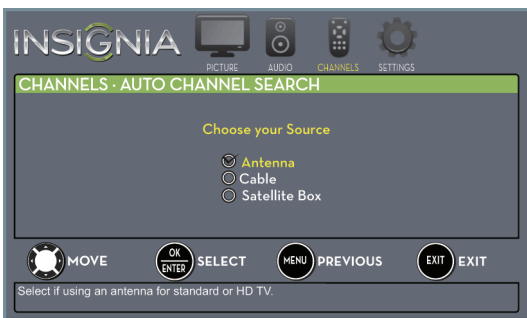 INSIGNIA
PICTURE AUDIO CHANNELS SETTINGS
CHANNELS · AUTO CHANNEL SEARCH
Choose your Source
Antenna
Cable
Satellite Box
MOVE OK ENTER SELECT MENU PREVIOUS EXIT EXIT
Select if using an antenna for standard or HD TV.